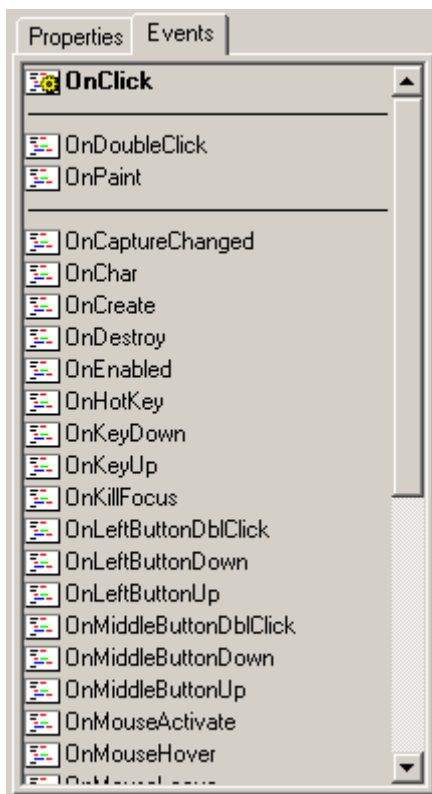 Properties
Events
OnClick
OnDoubleClick
OnPaint
OnCaptureChanged
OnChar
OnCreate
OnDestroy
OnEnabled
OnHotKey
OnKeyDown
OnKeyUp
OnKillFocus
OnLeftButtonDblClick
OnLeftButtonDown
OnLeftButtonUp
OnMiddleButtonDblClick
OnMiddleButtonDown
OnMiddleButtonUp
OnMouseActivate
OnMouseHover